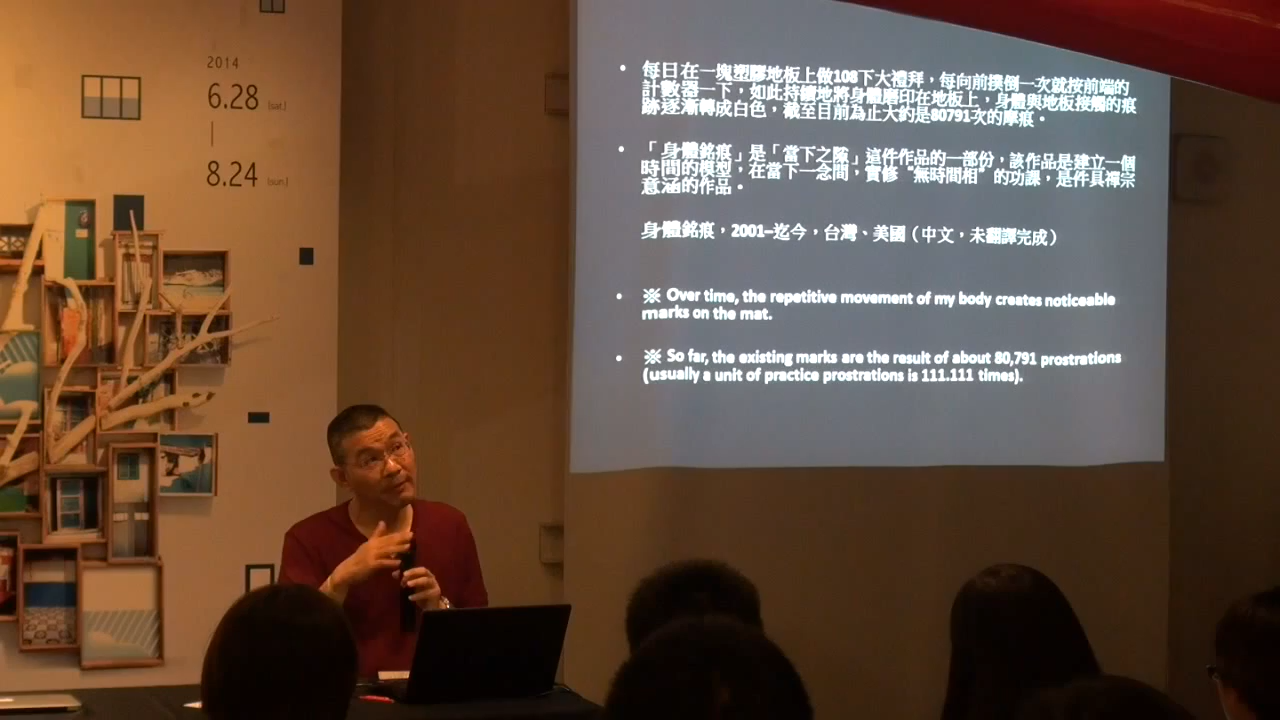 2014
6.28 [sat.]
8.24 [sun.]
• 每日在一塊塑膠地板上做108下大禮拜，每向前撲倒一次就按前端的
計數器一下，如此持續地將身體磨印在地板上，身體與地板接觸的痕
跡逐漸轉成白色，截至目前為止大約是80791次的摩痕。
• 「身體銘痕」是「當下之隙」這件作品的一部份，該作品是建立一個
時間的模型，在當下一念間，實修“無時間相”的功課，是件具禪宗
意涵的作品。
身體銘痕，2001–迄今，台灣、美國（中文，未翻譯完成）
• ※ Over time, the repetitive movement of my body creates noticeable
marks on the mat.
• ※ So far, the existing marks are the result of about 80,791 prostrations
(usually a unit of practice prostrations is 111.111 times).